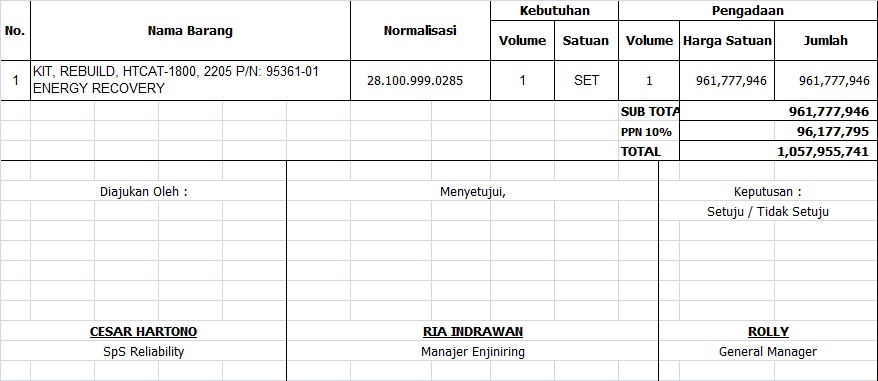 No. Nama Barang Normalisasi Kebutuhan Pengadaan
Volume Satuan Volume Harga Satuan Jumlah
1 KIT, REBUILD, HTCAT-1800, 2205 P/N: 95361-01 28.100.999.0285 1 SET 1 961,777,946 961,777,946
ENERGY RECOVERY
SUB TOTA 961,777,946
PPN 10% 96,177,795
TOTAL 1,057,955,741
Diajukan Oleh : Menyetujui, Keputusan :
Setuju / Tidak Setuju
CESAR HARTONO RIA INDRAWAN ROLLY
SpS Reliability Manajer Enjiniring General Manager